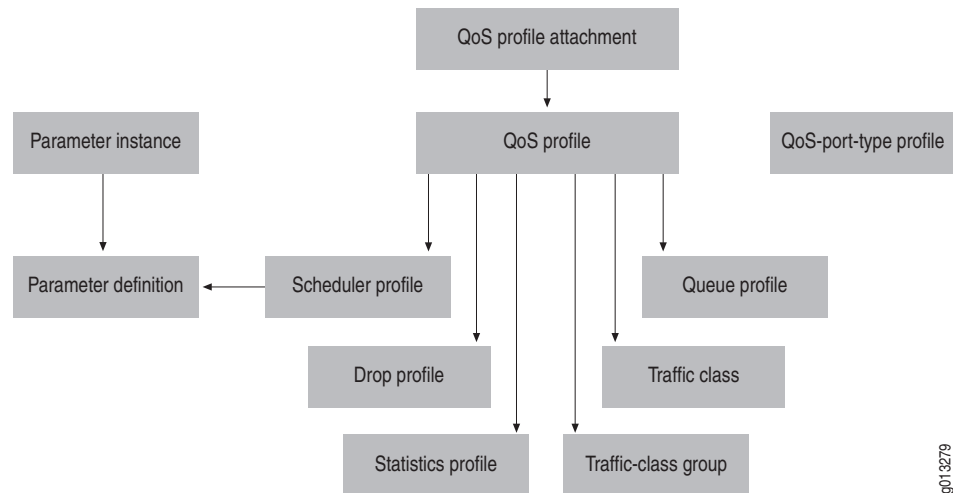 QoS profile attachment
Parameter instance
QoS profile
QoS-port-type profile
Parameter definition
Scheduler profile
Queue profile
Drop profile
Traffic class
Statistics profile
Traffic-class group
g013279